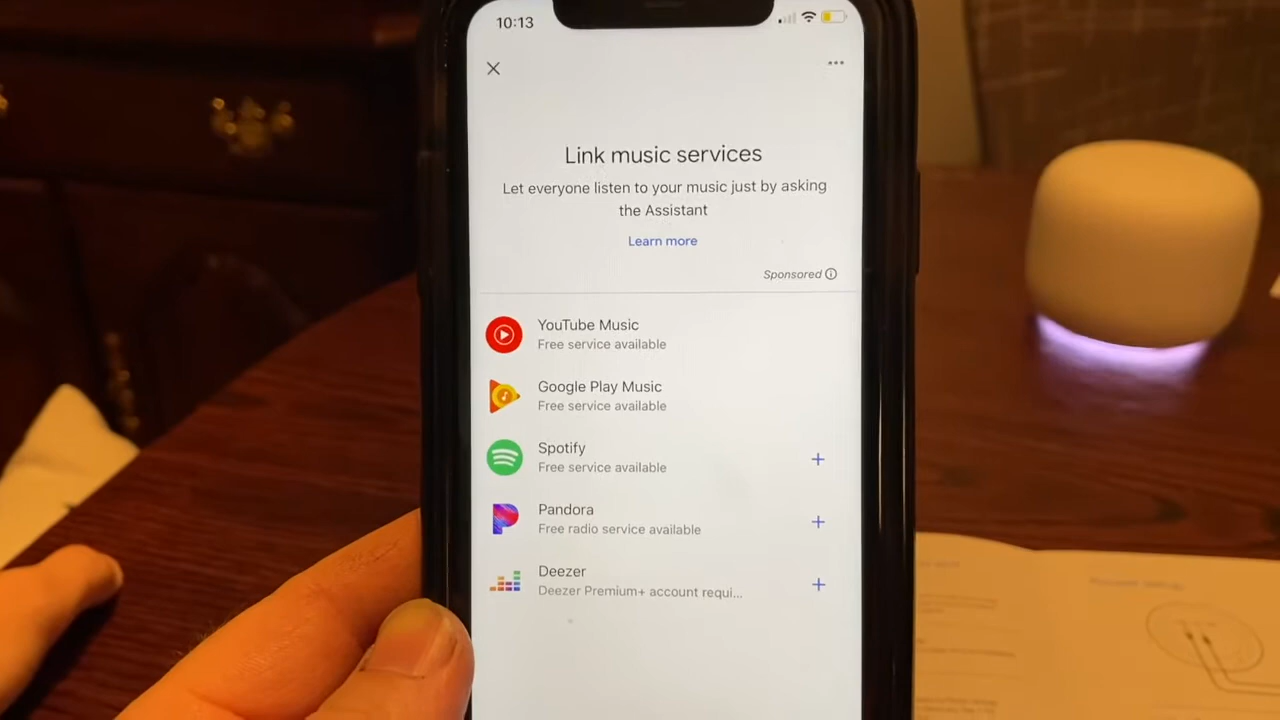 10:13
Link music services
Let everyone listen to your music just by asking
the Assistant
Learn more
Sponsored
YouTube Music
Free service available
Google Play Music
Free service available
Spotify
Free service available
Pandora
Free radio service available
Deezer
Deezer Premium+ account requi...